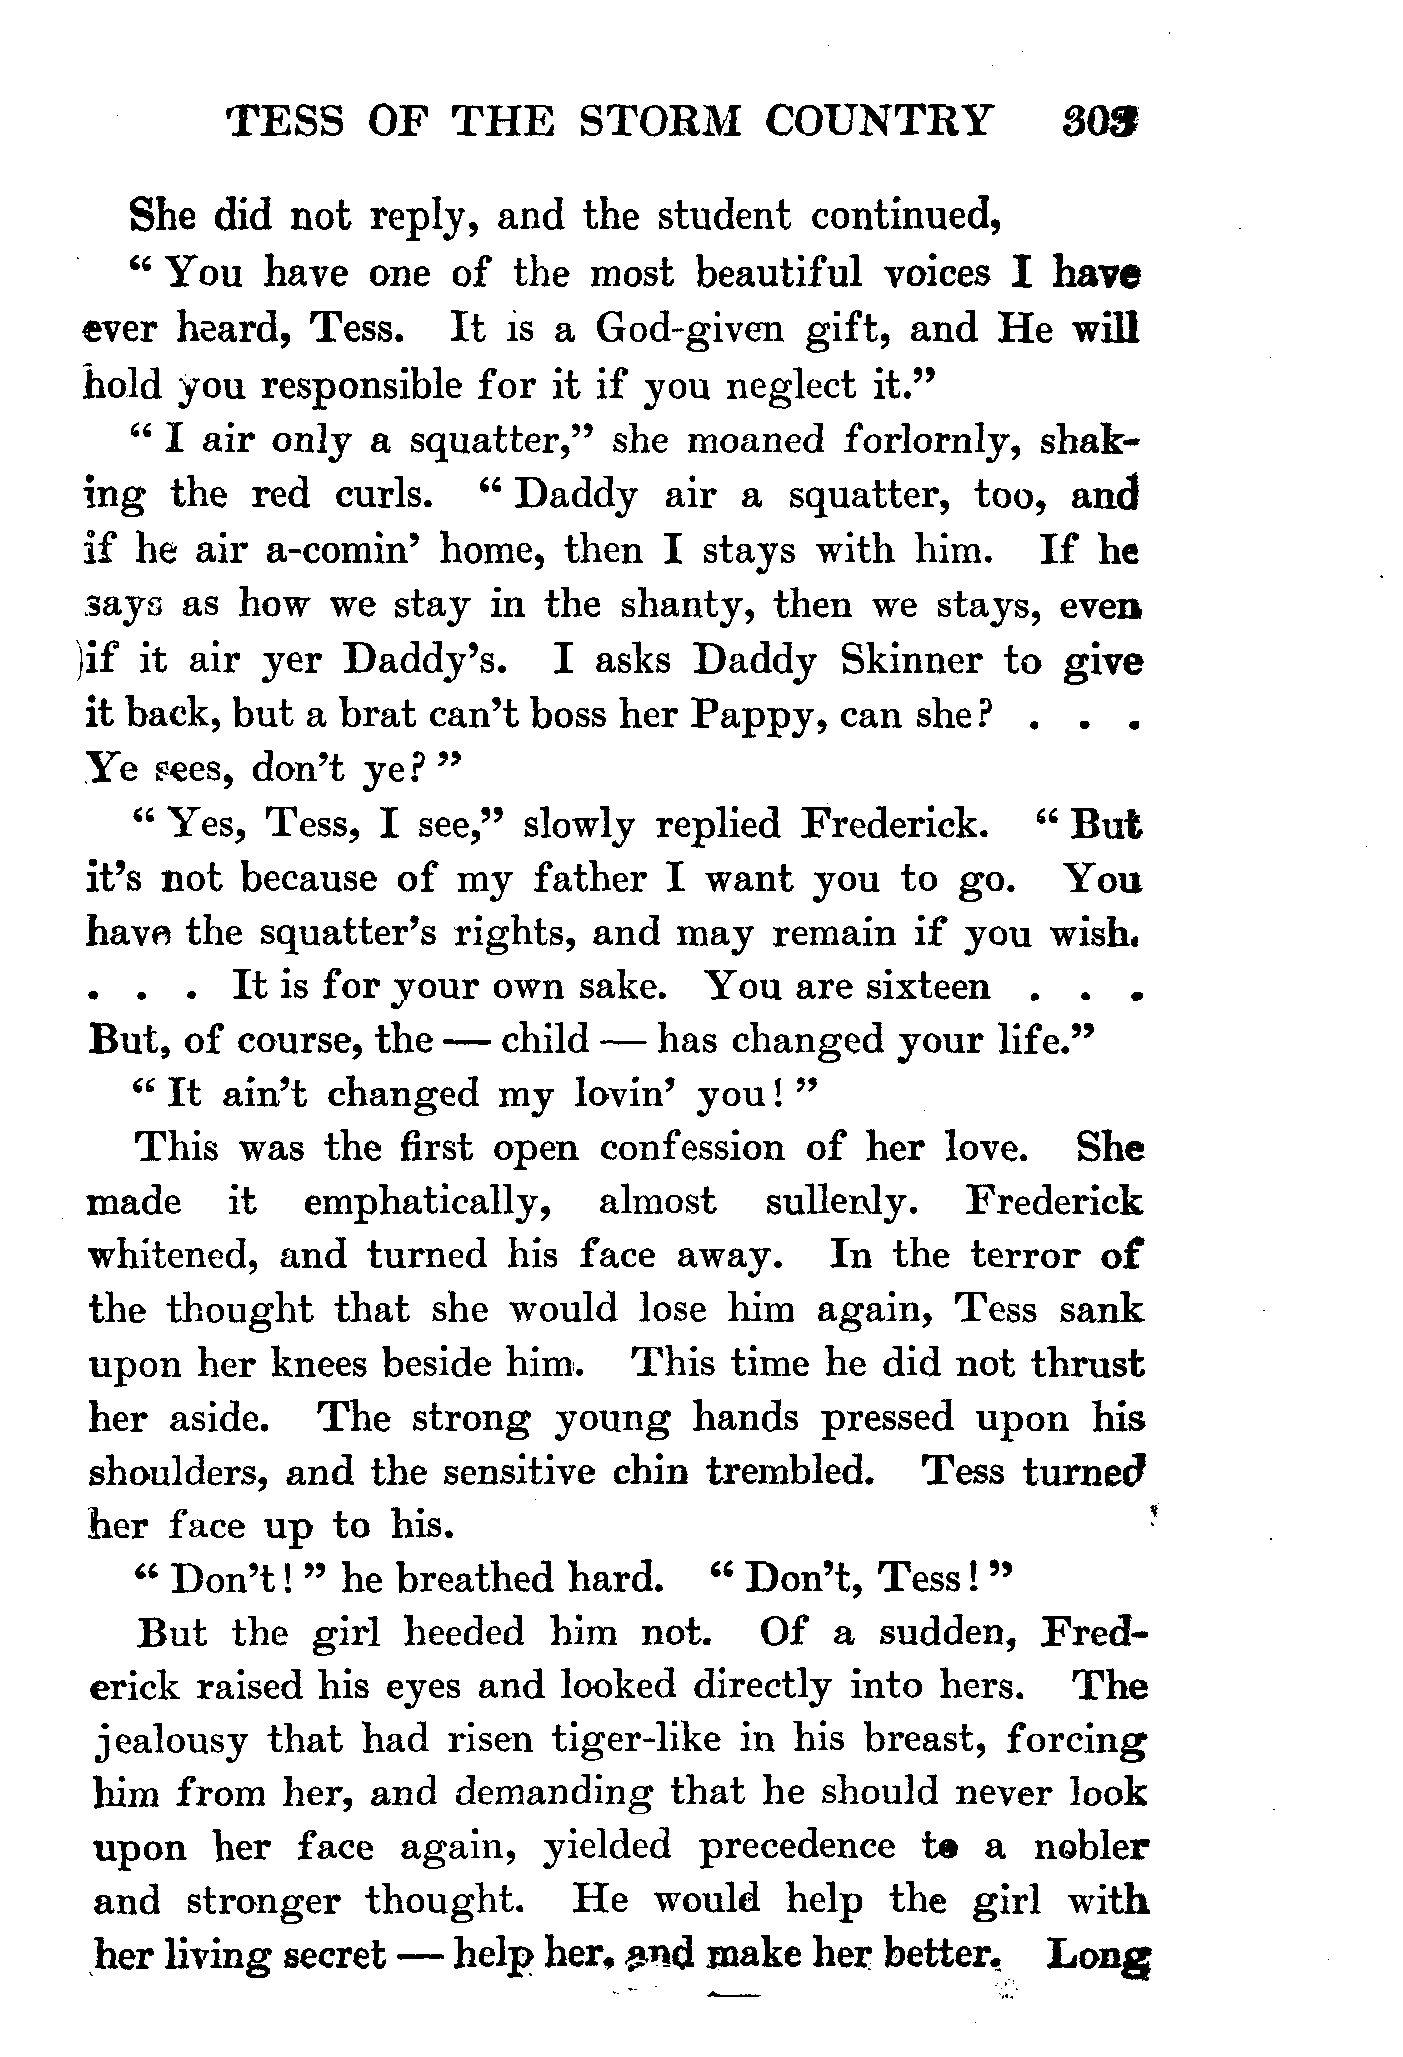 TESS OF THE STORM COUNTRY 303
She did not reply, and the student continued,
“ You have one of the most beautiful voices I have
ever heard, Tess. It is a God-given gift, and He will
hold you responsible for it if you neglect it.”
“ I air only a squatter,” she moaned forlornly, shak-
ing the red curls. “ Daddy air a squatter, too, and
if he air a-comin’ home, then I stays with him. If he
says as how we stay in the shanty, then we stays, even
if it air yer Daddy’s. I asks Daddy Skinner to give
it back, but a brat can’t boss her Pappy, can she? . . .
Ye sees, don’t ye? ”
“ Yes, Tess, I see,” slowly replied Frederick. “ But
it’s not because of my father I want you to go. You
have the squatter’s rights, and may remain if you wish.
. . . It is for your own sake. You are sixteen . . .
But, of course, the — child — has changed your life.”
“ It ain’t changed my lovin’ you! ”
This was the first open confession of her love. She
made it emphatically, almost sullenly. Frederick
whitened, and turned his face away. In the terror of
the thought that she would lose him again, Tess sank
upon her knees beside him. This time he did not thrust
her aside. The strong young hands pressed upon his
shoulders, and the sensitive chin trembled. Tess turned
her face up to his.
“ Don’t! ” he breathed hard. “ Don’t, Tess! ”
But the girl heeded him not. Of a sudden, Fred-
erick raised his eyes and looked directly into hers. The
jealousy that had risen tiger-like in his breast, forcing
him from her, and demanding that he should never look
upon her face again, yielded precedence to a nobler
and stronger thought. He would help the girl with
her living secret — help her, and make her better. Long